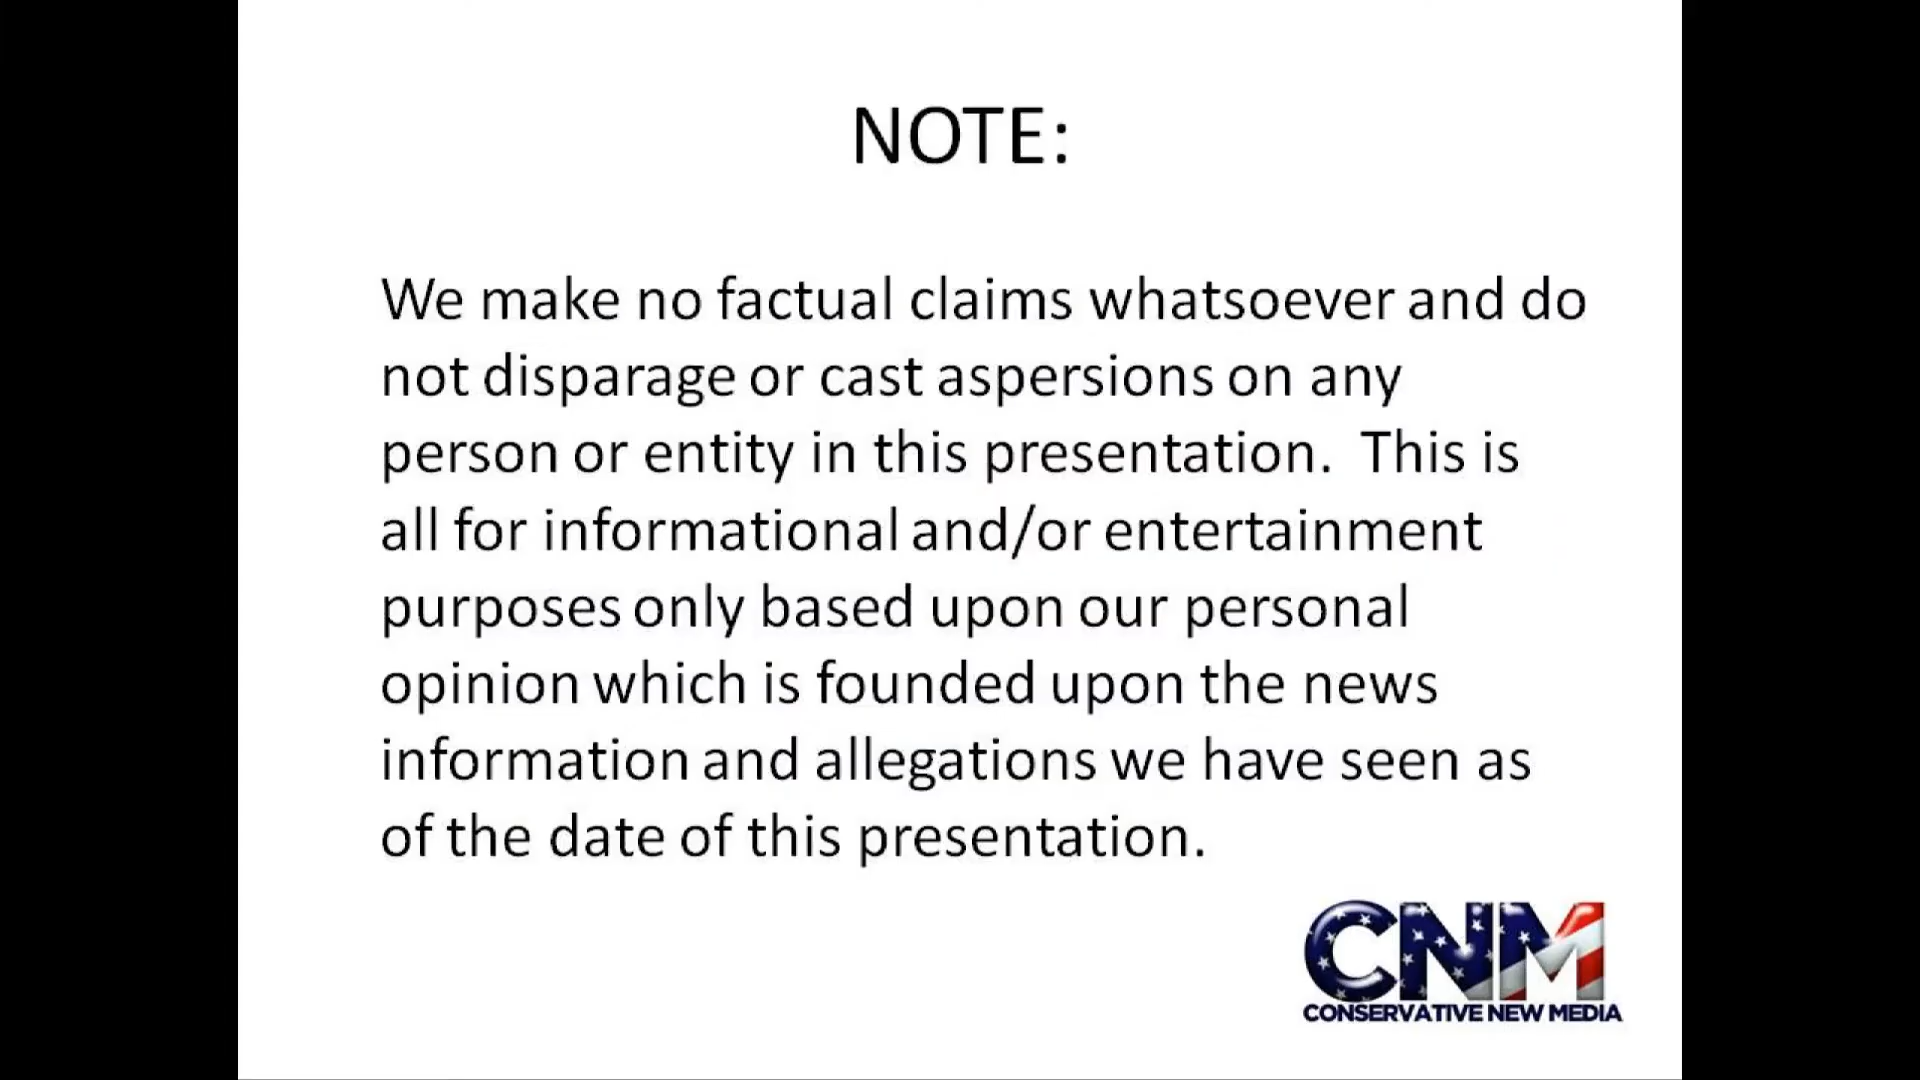 NOTE:
We make no factual claims whatsoever and do
not disparage or cast aspersions on any
person or entity in this presentation. This is
all for informational and/or entertainment
purposes only based upon our personal
opinion which is founded upon the news
information and allegations we have seen as
of the date of this presentation.
CNM
CONSERVATIVE NEW MEDIA